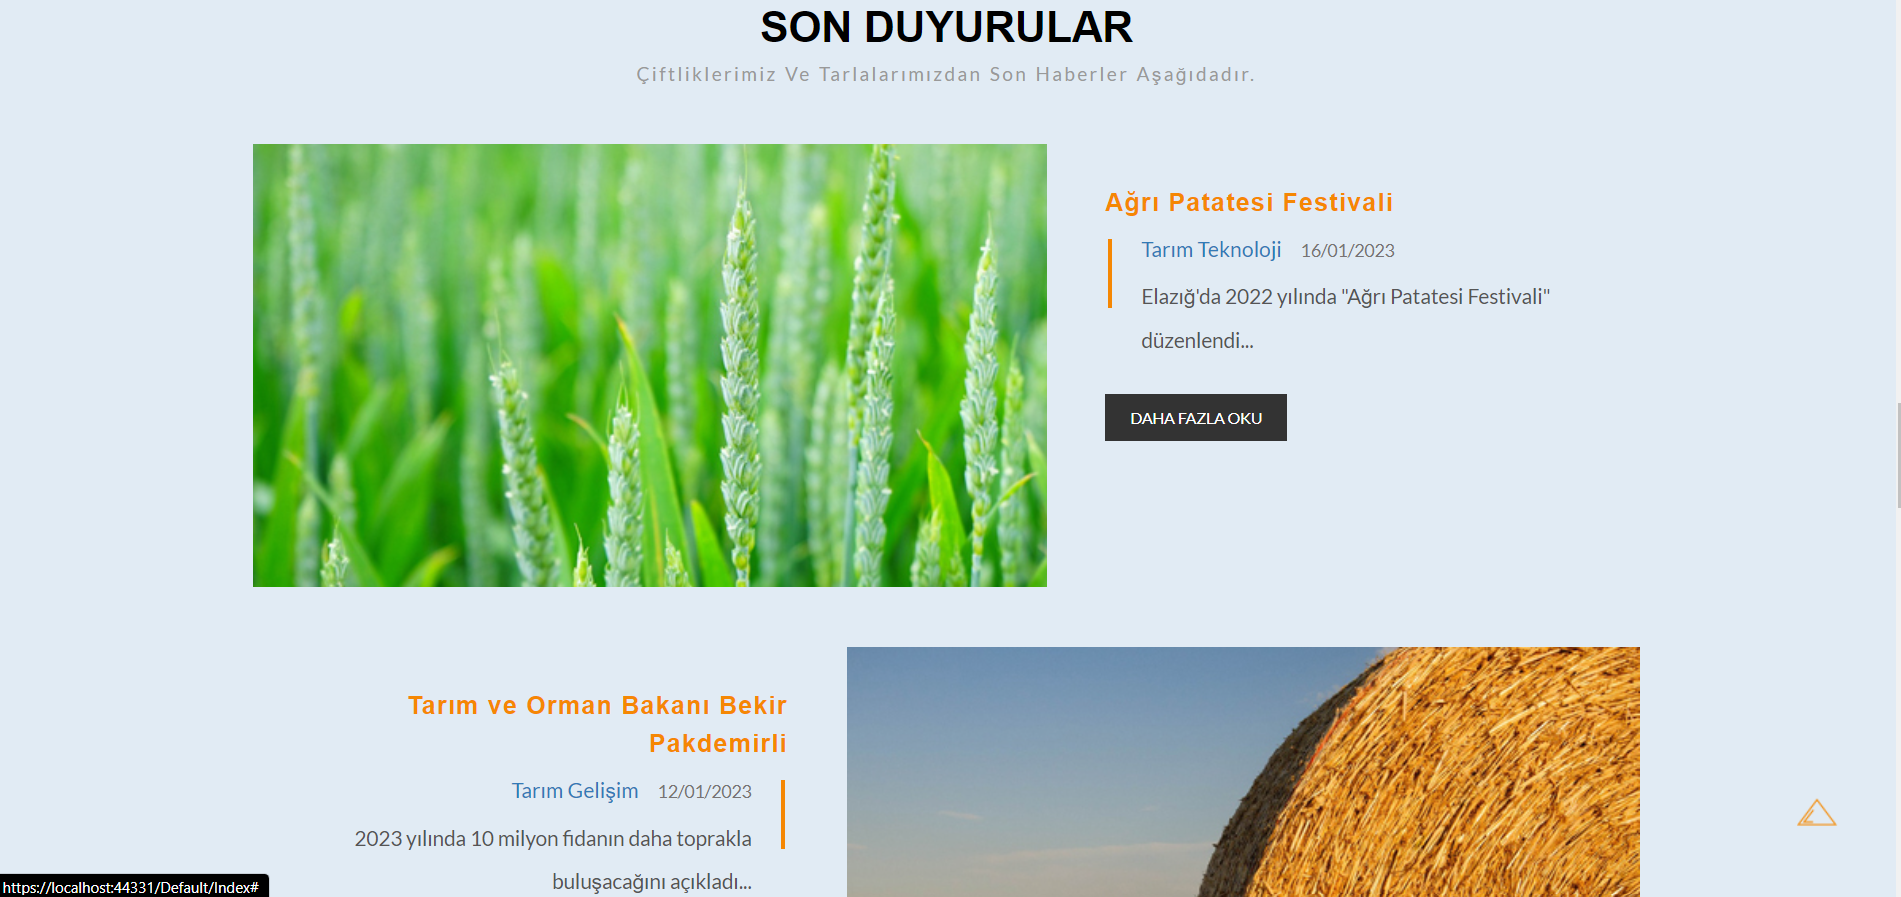 SON DUYURULAR
Çiftliklerimiz Ve Tarlalarımızdan Son Haberler Aşağıdadır.
Ağrı Patatesi Festivali
Tarım Teknoloji 16/01/2023
Elazığ'da 2022 yılında "Ağrı Patatesi Festivali"
düzenlendi...
DAHA FAZLA OKU
Tarım ve Orman Bakanı Bekir
Pakdemirli
Tarım Gelişim 12/01/2023
2023 yılında 10 milyon fidanın daha toprakla
buluşacağını açıkladı...
https://localhost:44331/Default/Index#